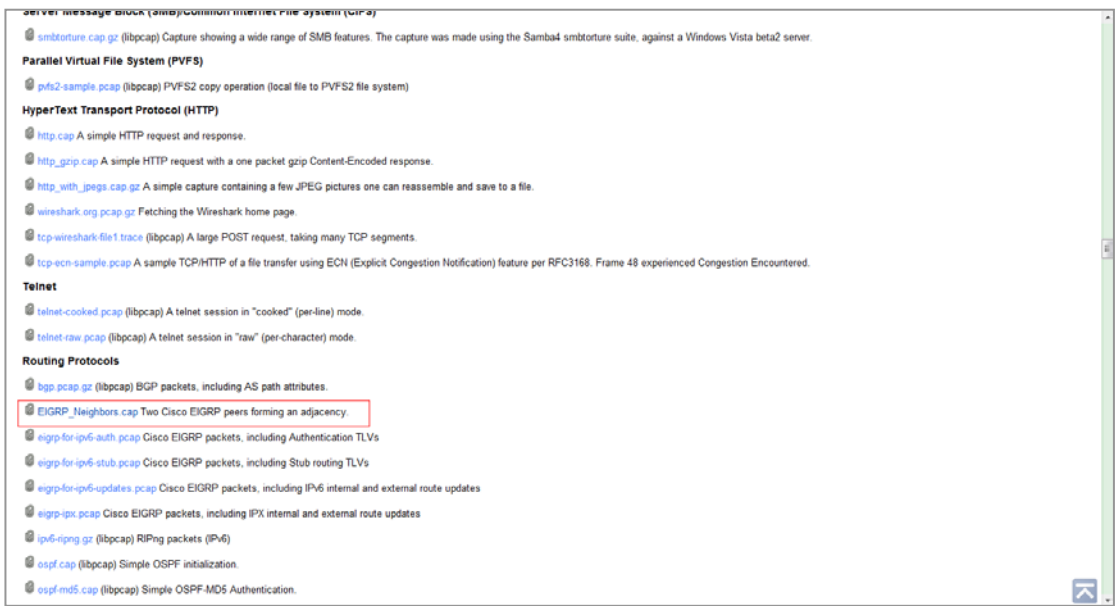 Server Message Block (SMB)/Common Internet File System (CIFS)
smbtorture.cap.gz (libpcap) Capture showing a wide range of SMB features. The capture was made using the Samba4 smbtorture suite, against a Windows Vista beta2 server.
Parallel Virtual File System (PVFS)
pvfs2-sample.pcap (libpcap) PVFS2 copy operation (local file to PVFS2 file system)
HyperText Transport Protocol (HTTP)
http.cap A simple HTTP request and response.
http_gzip.cap A simple HTTP request with a one packet gzip Content-Encoded response.
http_with_jpegs.cap.gz A simple capture containing a few JPEG pictures one can reassemble and save to a file.
wireshark.org.pcap.gz Fetching the Wireshark home page.
tcp-wireshark-file1.trace (libpcap) A large POST request, taking many TCP segments.
tcp-ecn-sample.pcap A sample TCP/HTTP of a file transfer using ECN (Explicit Congestion Notification) feature per RFC3168. Frame 48 experienced Congestion Encountered.
Telnet
telnet-cooked.pcap (libpcap) A telnet session in "cooked" (per-line) mode.
telnet-raw.pcap (libpcap) A telnet session in "raw" (per-character) mode.
Routing Protocols
bgp.pcap.gz (libpcap) BGP packets, including AS path attributes.
EIGRP_Neighbors.cap Two Cisco EIGRP peers forming an adjacency.
eigrp-for-ipv6-auth.pcap Cisco EIGRP packets, including Authentication TLVs
eigrp-for-ipv6-stub.pcap Cisco EIGRP packets, including Stub routing TLVs
eigrp-for-ipv6-updates.pcap Cisco EIGRP packets, including IPv6 internal and external route updates
eigrp-ipx.pcap Cisco EIGRP packets, including IPX internal and external route updates
ipv6-ripng.gz (libpcap) RIPng packets (IPv6)
ospf.cap (libpcap) Simple OSPF initialization.
ospf-md5.cap (libpcap) Simple OSPF-MD5 Authentication.